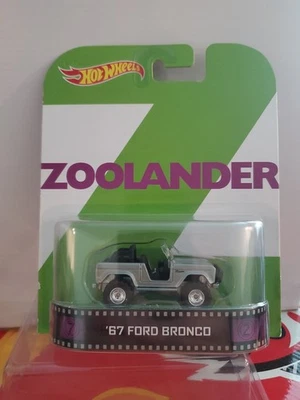 Hot Wheels
ZOOLANDER
'67 FORD BRONCO